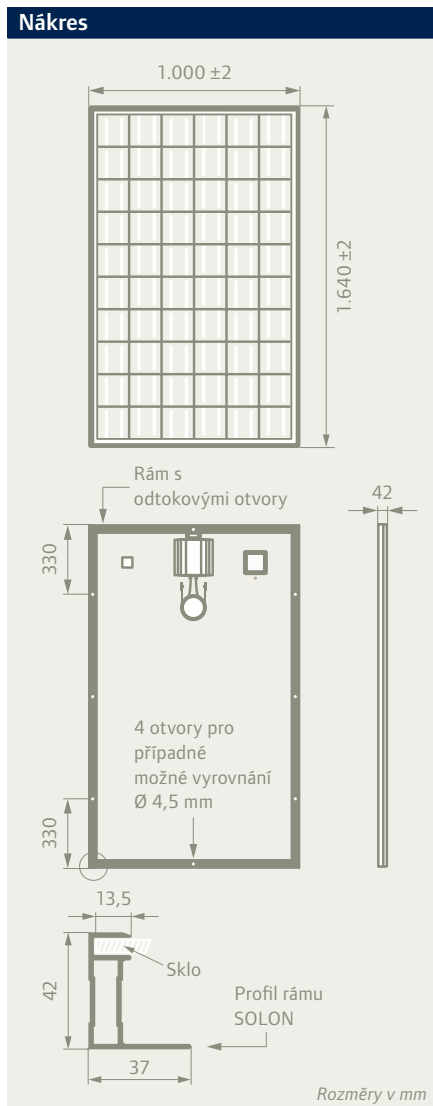 Nákres
1.000 ±2
1.640 ±2
Rám s
odtokovými otvory
42
330
4 otvory pro
případné
možné vyrovnání
Ø 4,5 mm
330
13,5
Sklo
42
Profil rámu
SOLON
37
Rozměry v mm